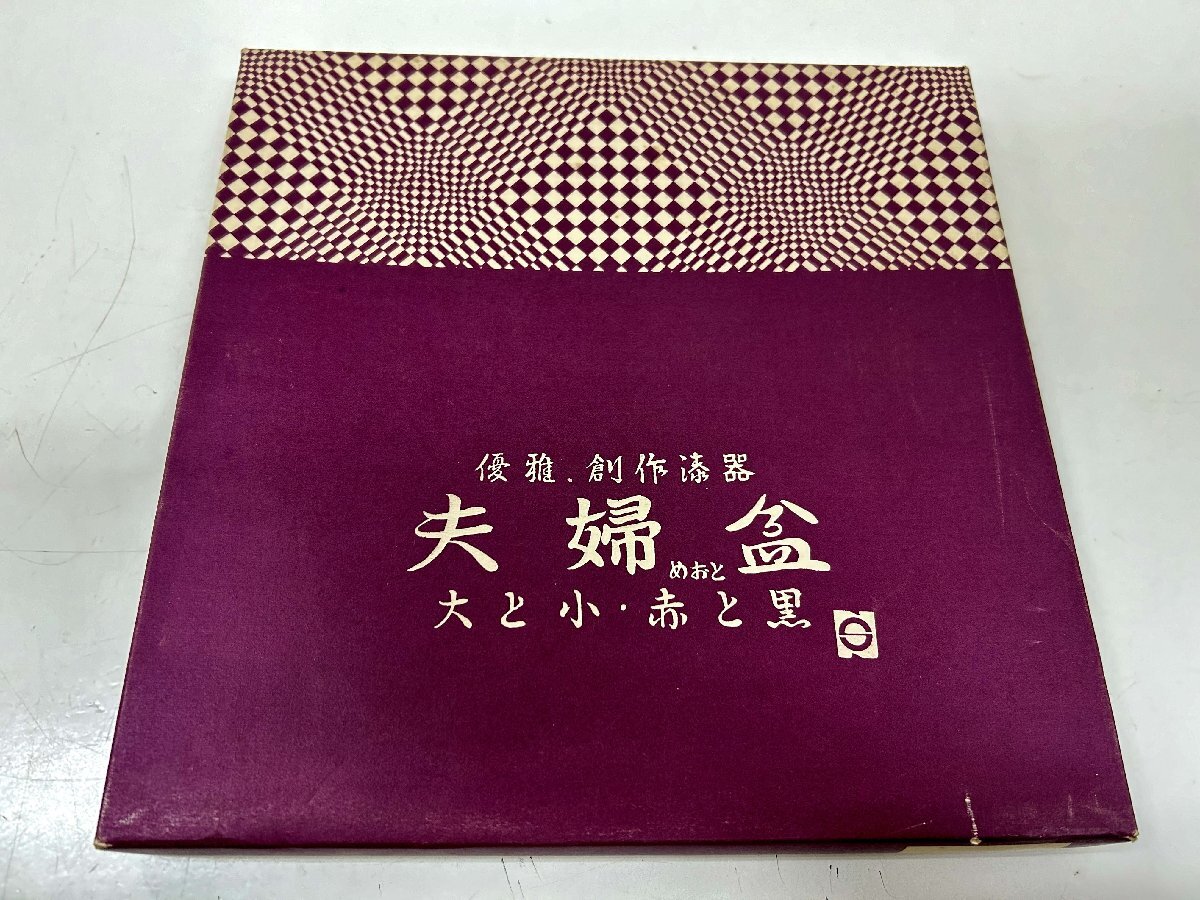 優雅.創作漆器
夫婦盆
めおと
大と小・赤と黒